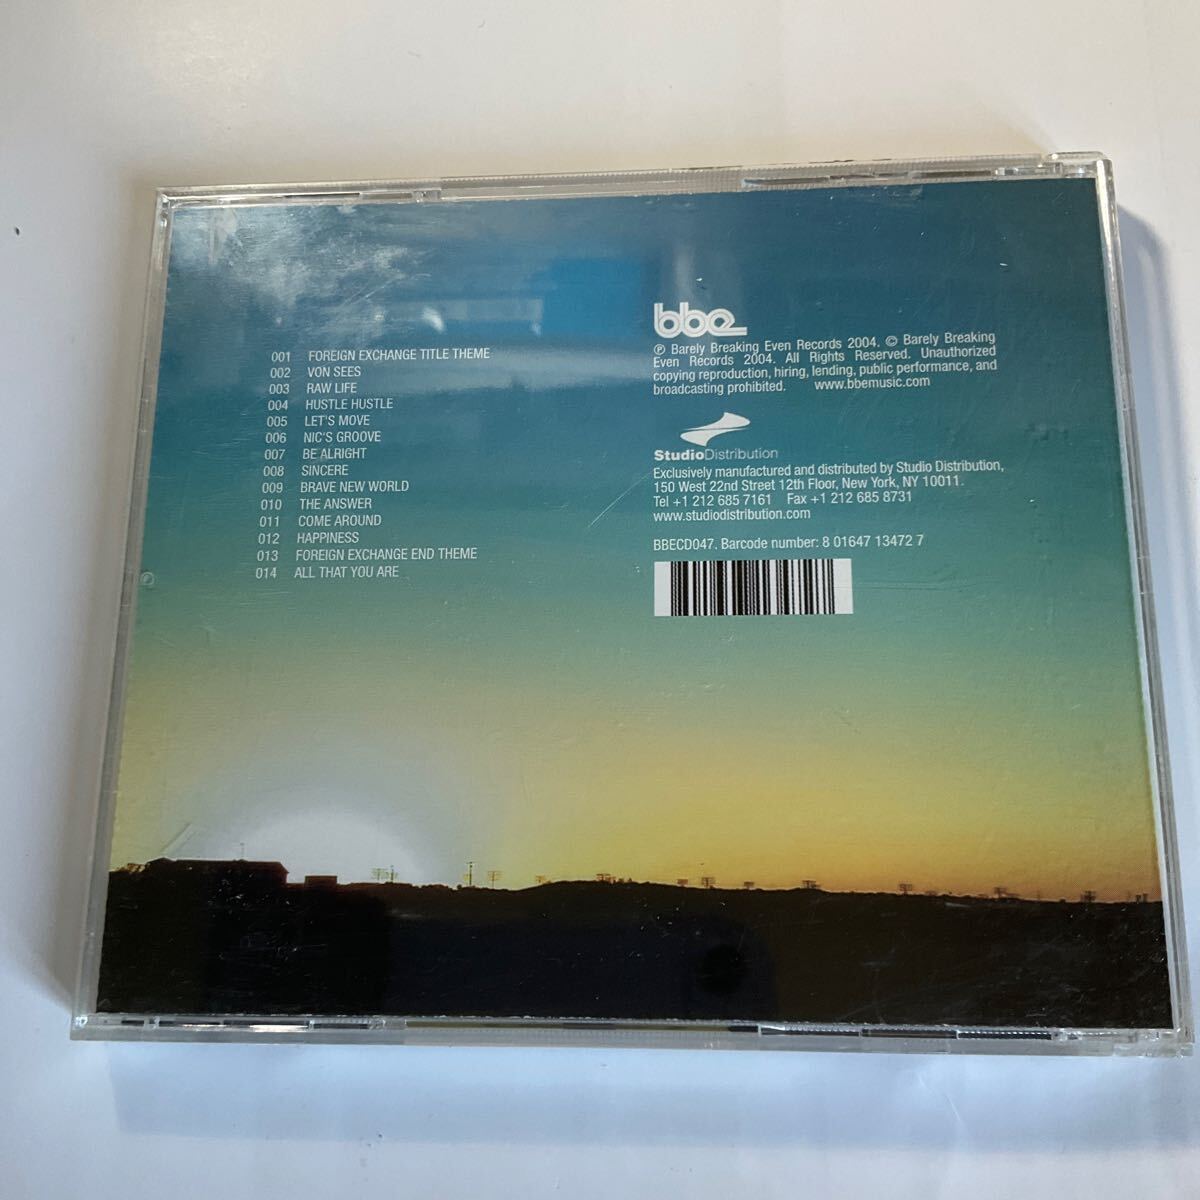 001 FOREIGN EXCHANGE TITLE THEME
002 VON SEES
003 RAW LIFE
004 HUSTLE HUSTLE
005 LET'S MOVE
006 NIC'S GROOVE
007 BE ALRIGHT
008 SINCERE
009 BRAVE NEW WORLD
010 THE ANSWER
011 COME AROUND
012 HAPPINESS
013 FOREIGN EXCHANGE END THEME
014 ALL THAT YOU ARE
bbe
℗ Barely Breaking Even Records 2004. © Barely Breaking
Even Records 2004. All Rights Reserved. Unauthorized
copying reproduction, hiring, lending, public performance, and
broadcasting prohibited. www.bbemusic.com
StudioDistribution
Exclusively manufactured and distributed by Studio Distribution,
150 West 22nd Street 12th Floor, New York, NY 10011.
Tel +1 212 685 7161 Fax +1 212 685 8731
www.studiodistribution.com
BBECD047. Barcode number: 8 01647 13472 7